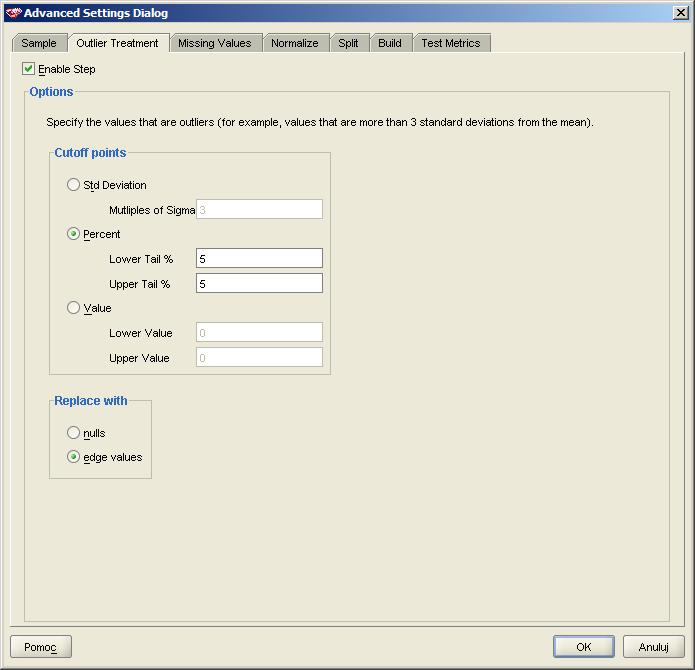 Advanced Settings Dialog
Sample Outlier Treatment Missing Values Normalize Split Build Test Metrics
Enable Step
Options
Specify the values that are outliers (for example, values that are more than 3 standard deviations from the mean).
Cutoff points
Std Deviation
Mutliples of Sigma 3
Percent
Lower Tail % 5
Upper Tail % 5
Value
Lower Value 0
Upper Value 0
Replace with
nulls
edge values
Pomoc OK Anuluj